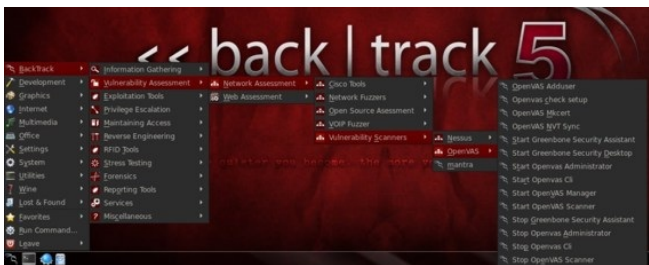 << back | track 5
BackTrack
Development
Graphics
Internet
Multimedia
Office
Settings
System
Utilities
Wine
Lost & Found
Favorites
Run Command...
Leave
Information Gathering
Vulnerability Assessment
Exploitation Tools
Privilege Escalation
Maintaining Access
Reverse Engineering
RFID Tools
Stress Testing
Forensics
Reporting Tools
Services
Miscellaneous
Network Assessment
Web Assessment
Cisco Tools
Network Fuzzers
Open Source Asessment
VOIP Fuzzer
Vulnerability Scanners
Nessus
OpenVAS
mantra
OpenVAS Adduser
Openvas check setup
OpenVAS Mkcert
OpenVAS NVT Sync
Start Greenbone Security Assistant
Start Greenbone Security Desktop
Start Openvas Administrator
Start Openvas Cli
Start OpenVAS Manager
Start OpenVAS Scanner
Stop Greenbone Security Assistant
Stop Openvas Administrator
Stop Openvas Cli
Stop OpenVAS Scanner
you become, the more